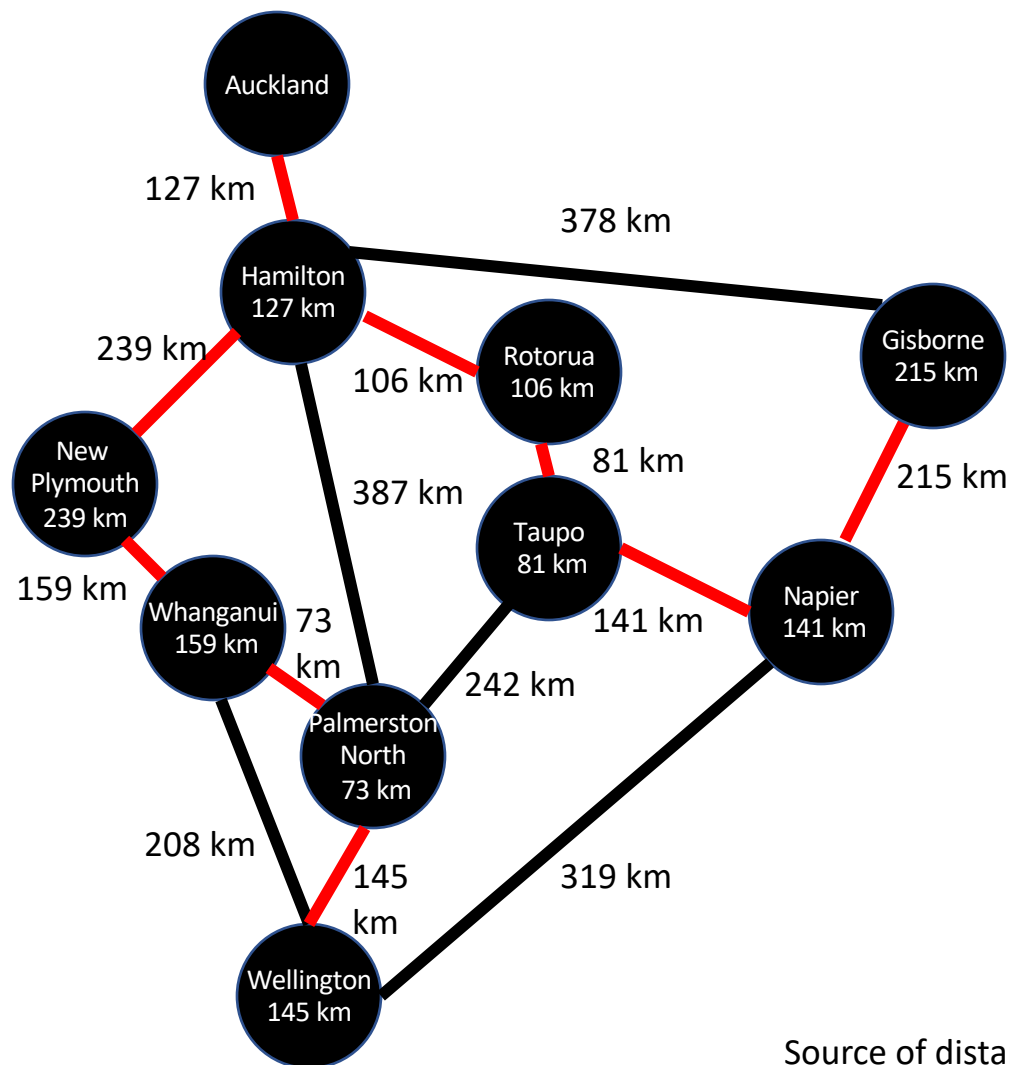 Auckland
127 km
378 km
Hamilton
127 km
Gisborne
215 km
239 km
106 km
Rotorua
106 km
New
Plymouth
239 km
387 km
81 km
215 km
Taupo
81 km
159 km
Whanganui
159 km
73
km
141 km
Napier
141 km
242 km
Palmerston
North
73 km
208 km
145
km
319 km
Wellington
145 km
Source of dista